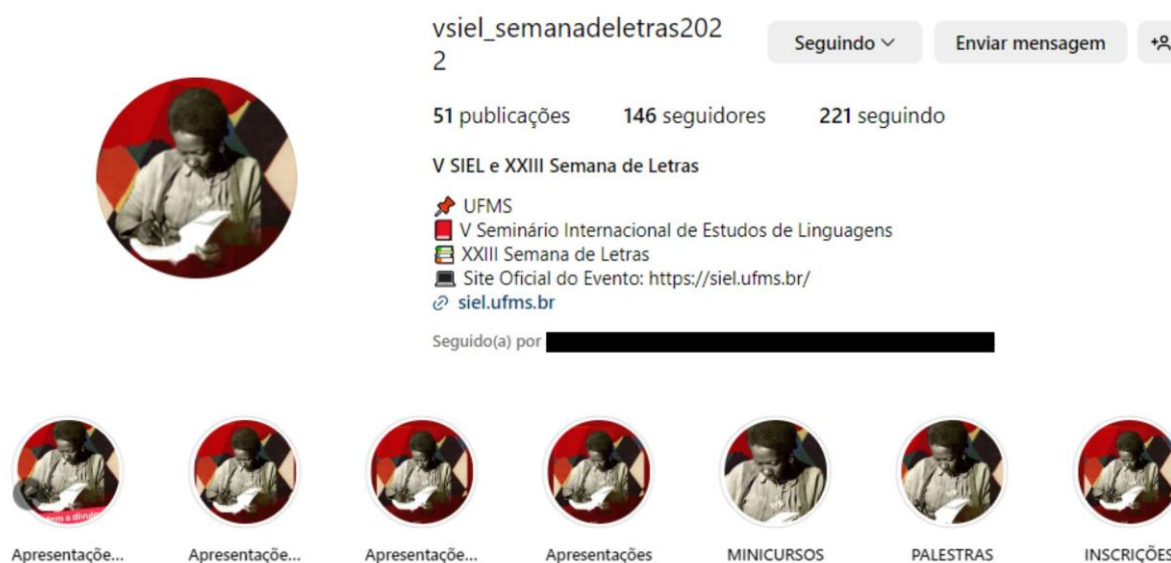 vsiel_semanadeletras202
2
Seguindo
Enviar mensagem
51 publicações 146 seguidores 221 seguindo
V SIEL e XXIII Semana de Letras
UFMS
V Seminário Internacional de Estudos de Linguagens
XXIII Semana de Letras
Site Oficial do Evento: https://siel.ufms.br/
siel.ufms.br
Seguido(a) por
Apresentaçõe... Apresentaçõe... Apresentaçõe... Apresentações MINICURSOS PALESTRAS INSCRIÇÕES